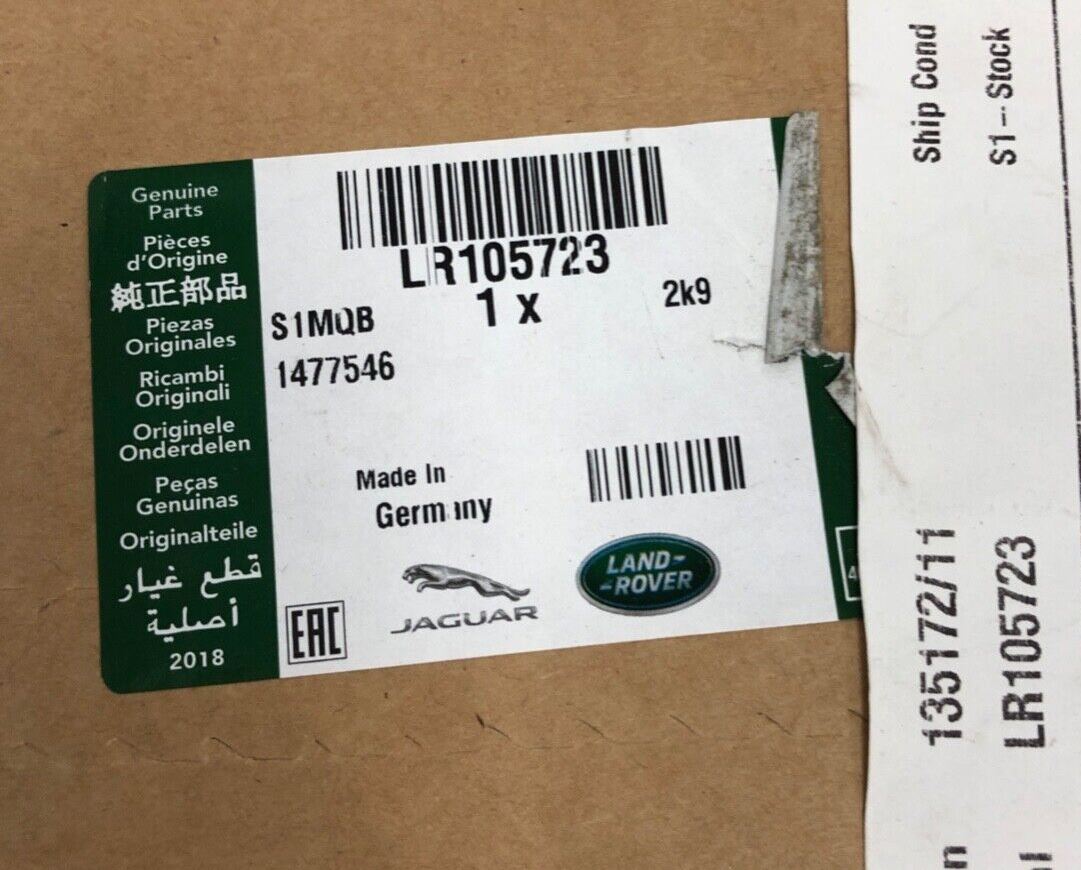 Genuine
Parts
Pièces
d'Origine
純正部品
Piezas
Originales
Ricambi
Originali
Originele
Onderdelen
Peças
Genuinas
Originalteile
قطع غيار
أصلية
2018
LR105723
1 x
2k9
S1MQB
1477546
Made In
Germany
EAC
JAGUAR
LAND-
-ROVER
Ship Cond
S1--Stock
135172/11
LR105723